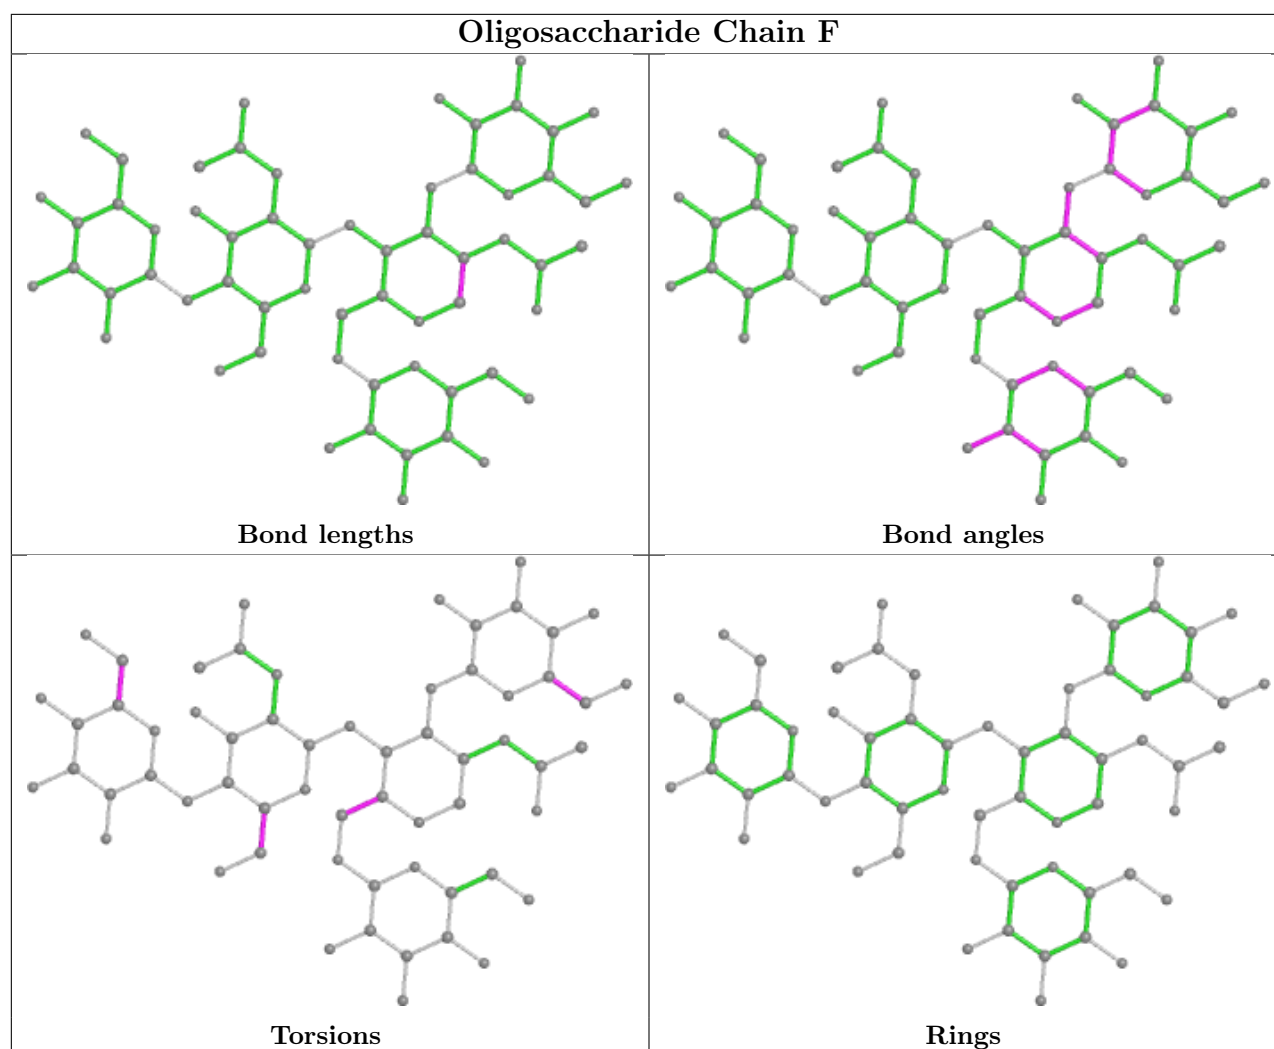 Oligosaccharide Chain F
Bond lengths
Bond angles
Torsions
Rings